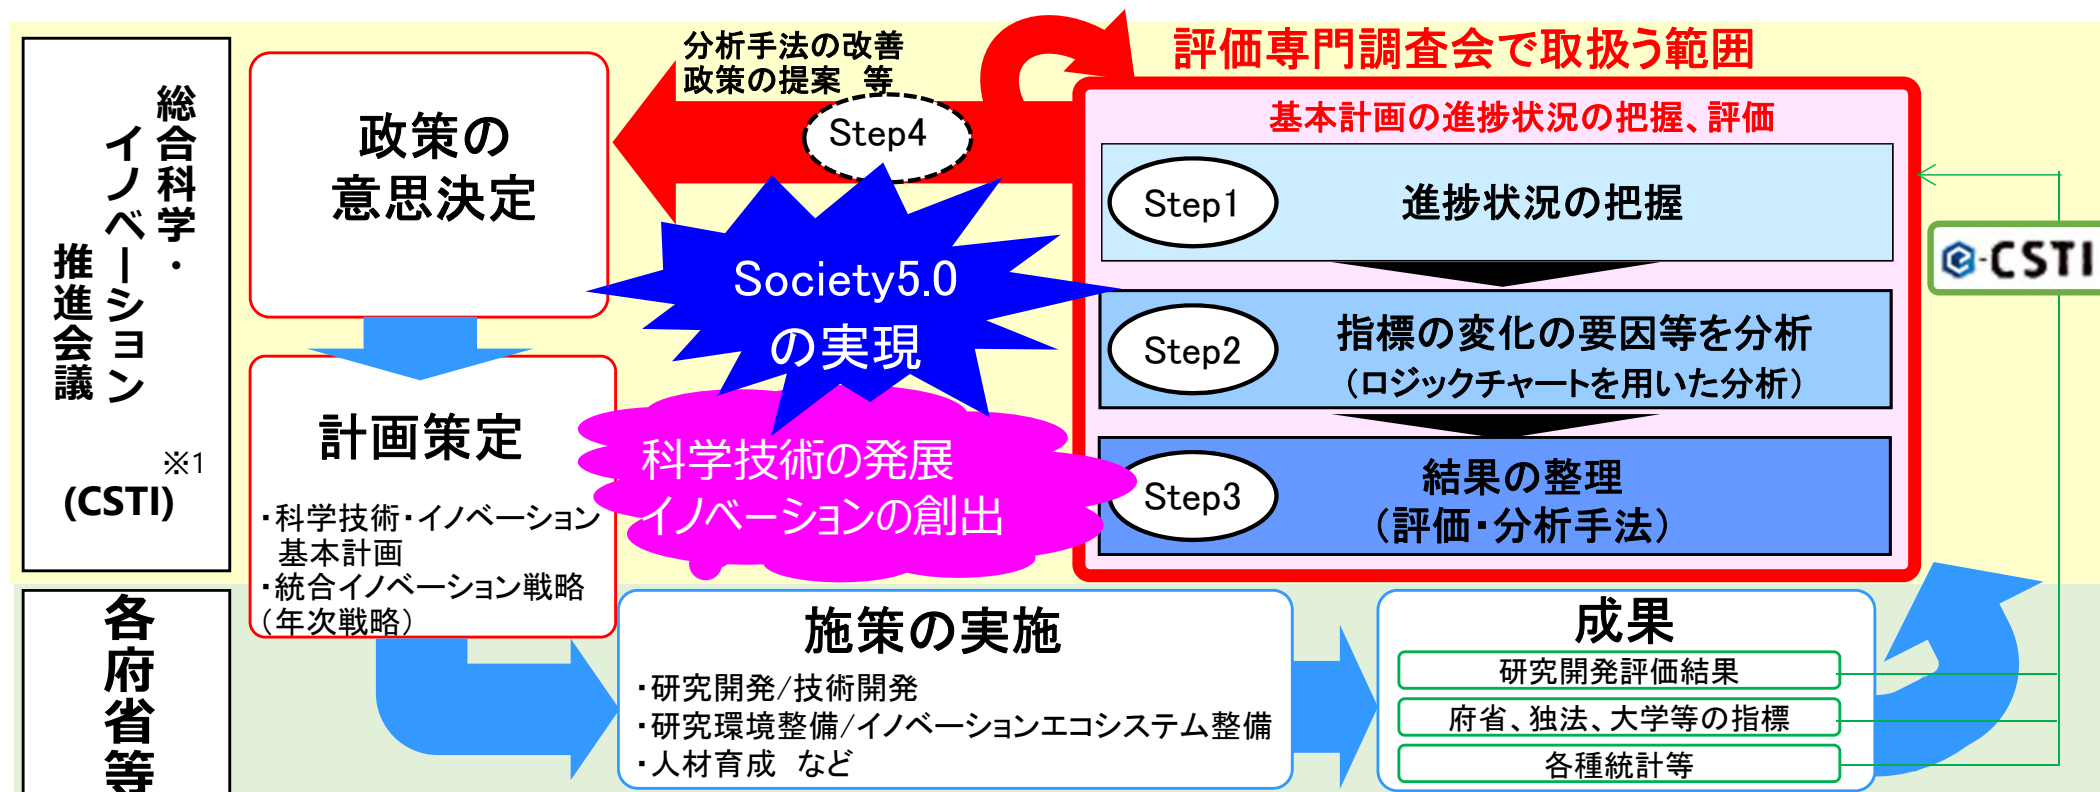 総合科学・
イノベーション
推進会議
※1
(CSTI)
政策の
意思決定
分析手法の改善
政策の提案 等
Step4
評価専門調査会で取扱う範囲
基本計画の進捗状況の把握、評価
Step1
進捗状況の把握
Step2
指標の変化の要因等を分析
（ロジックチャートを用いた分析）
Step3
結果の整理
（評価・分析手法）
e-CSTI
Society5.0
の実現
科学技術の発展
イノベーションの創出
計画策定
・科学技術・イノベーション
基本計画
・統合イノベーション戦略
（年次戦略）
各府省等
施策の実施
・研究開発/技術開発
・研究環境整備/イノベーションエコシステム整備
・人材育成 など
成果
研究開発評価結果
府省、独法、大学等の指標
各種統計等